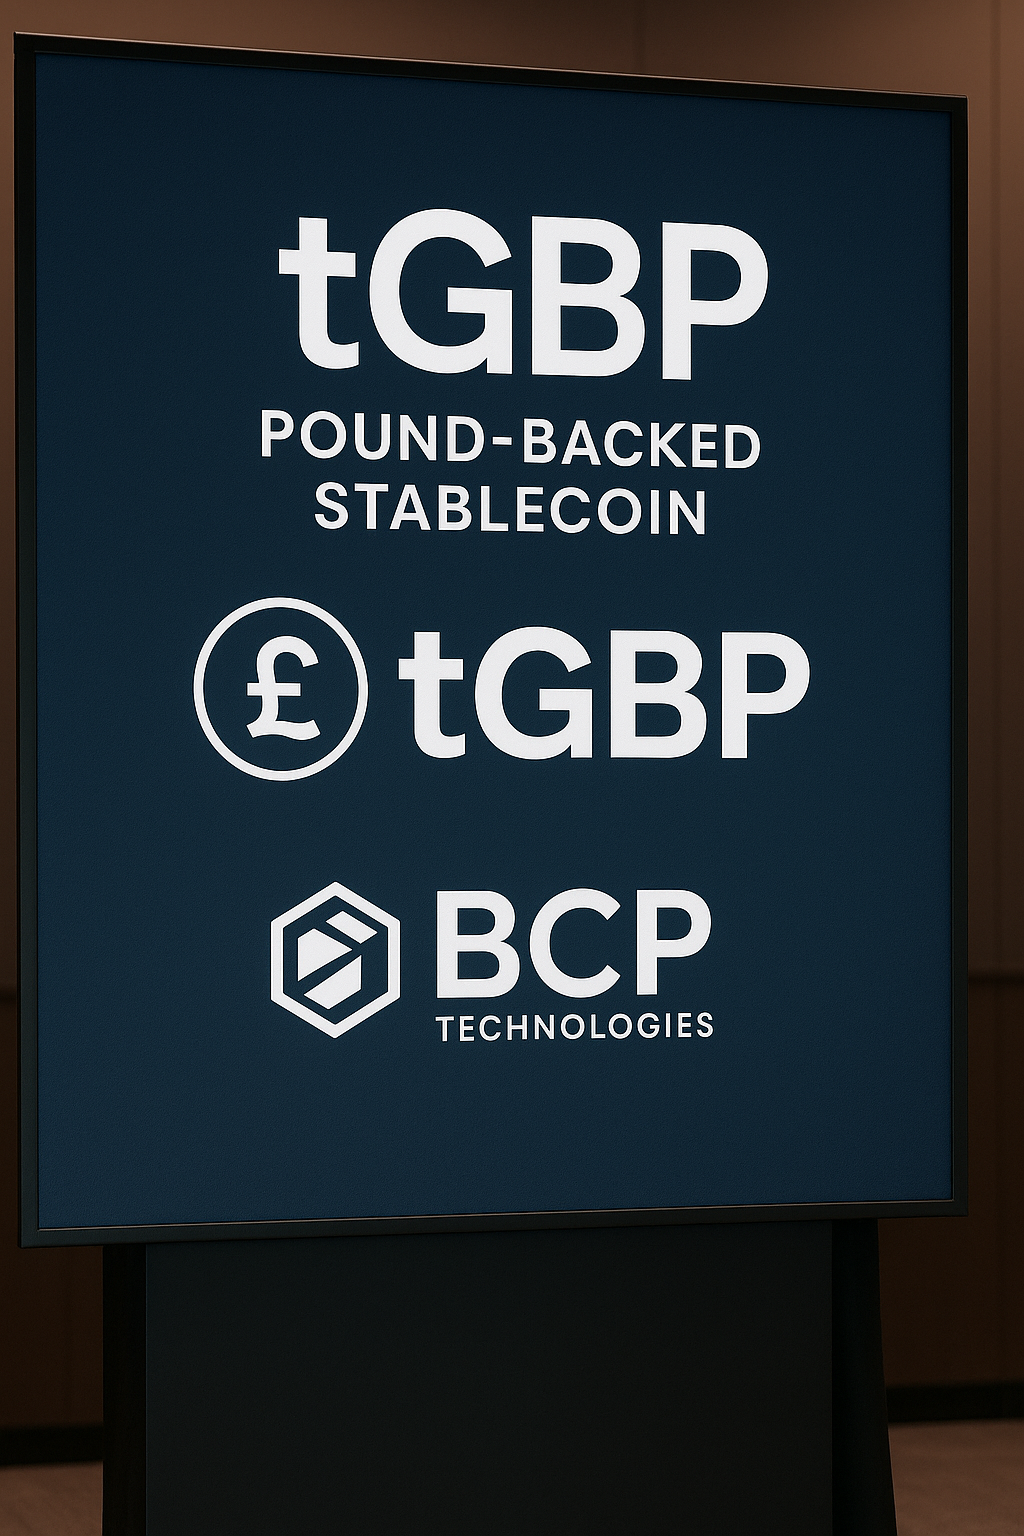 tGBP
POUND-BACKED
STABLECOIN
£ tGBP
BCP
TECHNOLOGIES